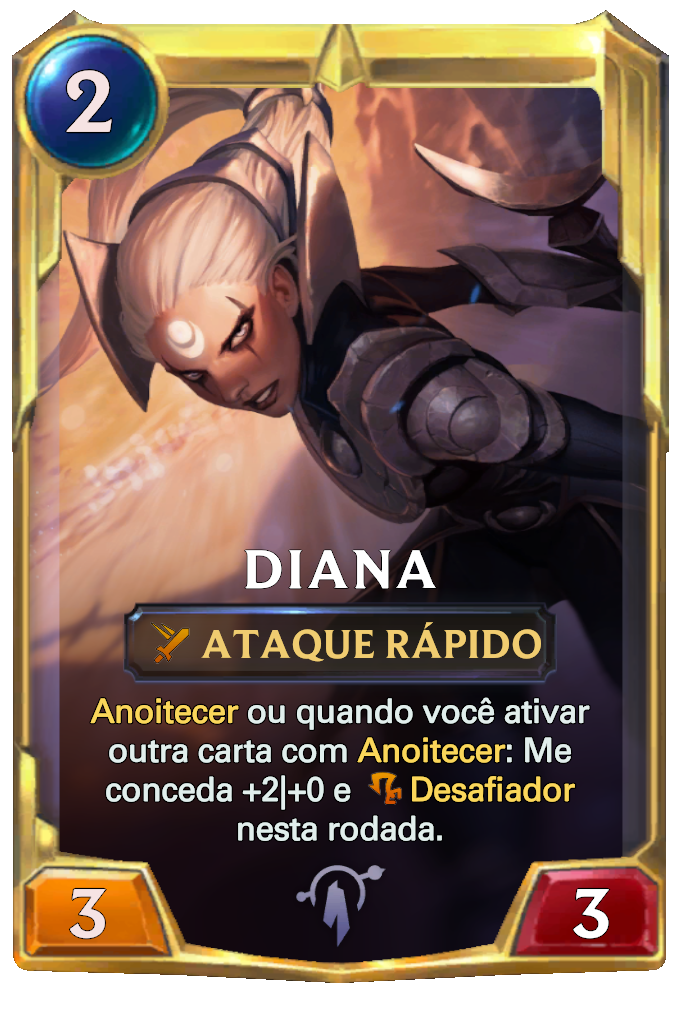 2
DIANA
ATAQUE RÁPIDO
Anoitecer ou quando você ativar
outra carta com Anoitecer: Me
conceda +2|+0 e Desafiador
nesta rodada.
3 3